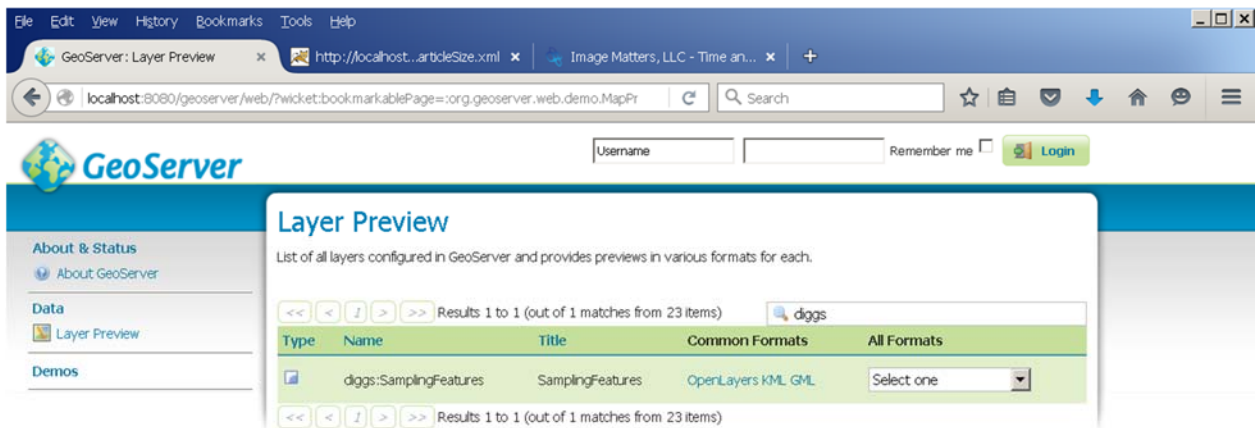 File Edit View History Bookmarks Tools Help
GeoServer: Layer Preview × http://localhost...articleSize.xml × Image Matters, LLC - Time an... × +
localhost:8080/geoserver/web/?wicket:bookmarkablePage=:org.geoserver.web.demo.MapPr Search
GeoServer Username Remember me Login
Layer Preview
List of all layers configured in GeoServer and provides previews in various formats for each.
About & Status
About GeoServer
Data
Layer Preview
Demos
<< < 1 > >> Results 1 to 1 (out of 1 matches from 23 items) diggs
Type Name Title Common Formats All Formats
diggs:SamplingFeatures SamplingFeatures OpenLayers KML GML Select one
<< < 1 > >> Results 1 to 1 (out of 1 matches from 23 items)